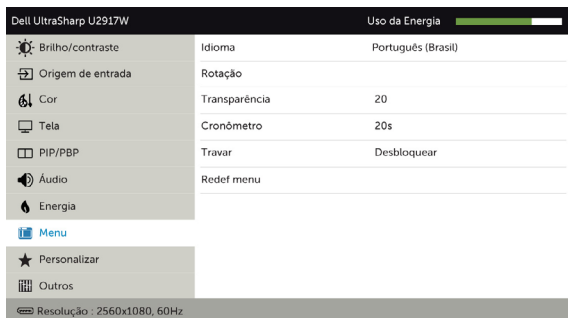 Dell UltraSharp U2917W Uso da Energia
Brilho/contraste Idioma Português (Brasil)
Origem de entrada Rotação
Cor Transparência 20
Tela Cronômetro 20s
PIP/PBP Travar Desbloquear
Áudio Redef menu
Energia
Menu
Personalizar
Outros
Resolução : 2560x1080, 60Hz